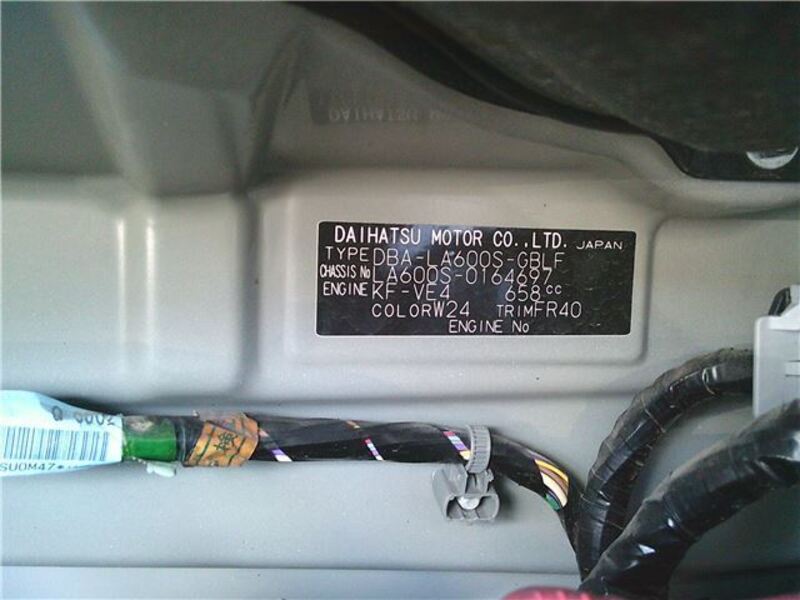 DAIHATSU MOTOR CO.,LTD. JAPAN
TYPE DBA-LA600S-GBLF
CHASSIS No LA600S-0164697
ENGINE KF-VE4 658cc
COLOR W24 TRIM FR40
ENGINE No